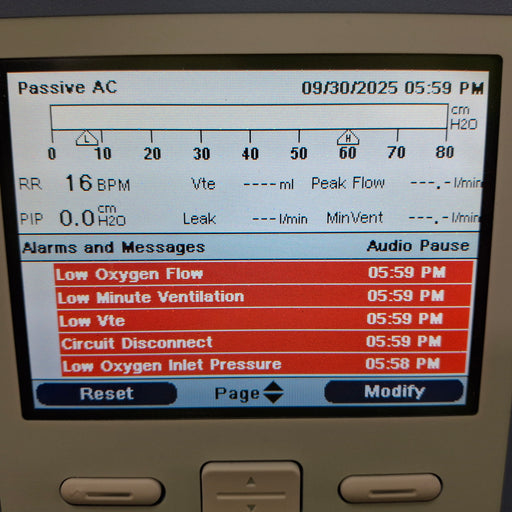 Passive AC 09/30/2025 05:59 PM
cm
H2O
L H
0 10 20 30 40 50 60 70 80
RR 16 BPM Vte ---- ml Peak Flow ---.- l/min
PIP 0.0 cm H2O Leak --- l/min MinVent ---.- l/min
Alarms and Messages Audio Pause
Low Oxygen Flow 05:59 PM
Low Minute Ventilation 05:59 PM
Low Vte 05:59 PM
Circuit Disconnect 05:59 PM
Low Oxygen Inlet Pressure 05:58 PM
Reset Page Modify